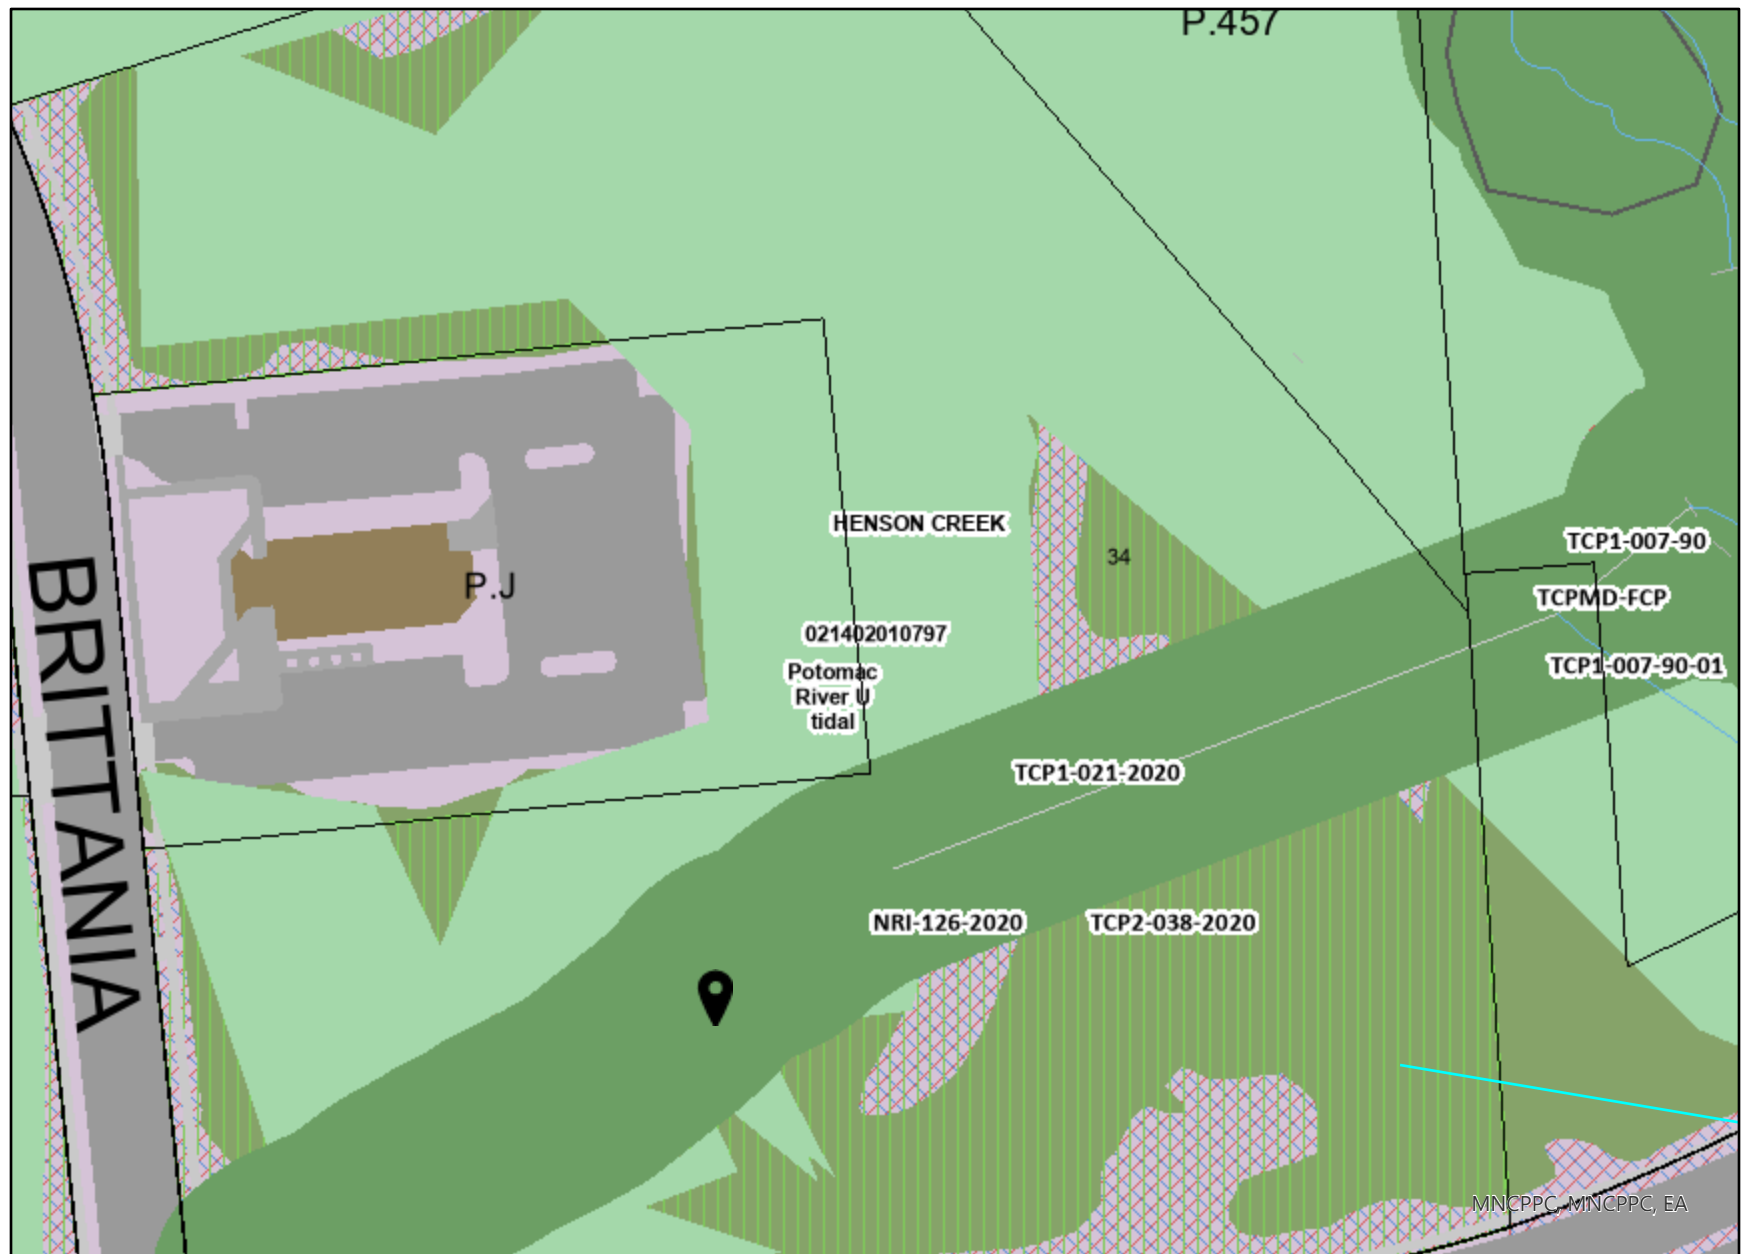 P.457
HENSON CREEK
34
TCP1-007-90
P.J
TCPMD-FCP
021402010797
TCP1-007-90-01
Potomac
River U
tidal
BRITTANIA
TCP1-021-2020
NRI-126-2020
TCP2-038-2020
MNCPPC, MNCPPC, EA